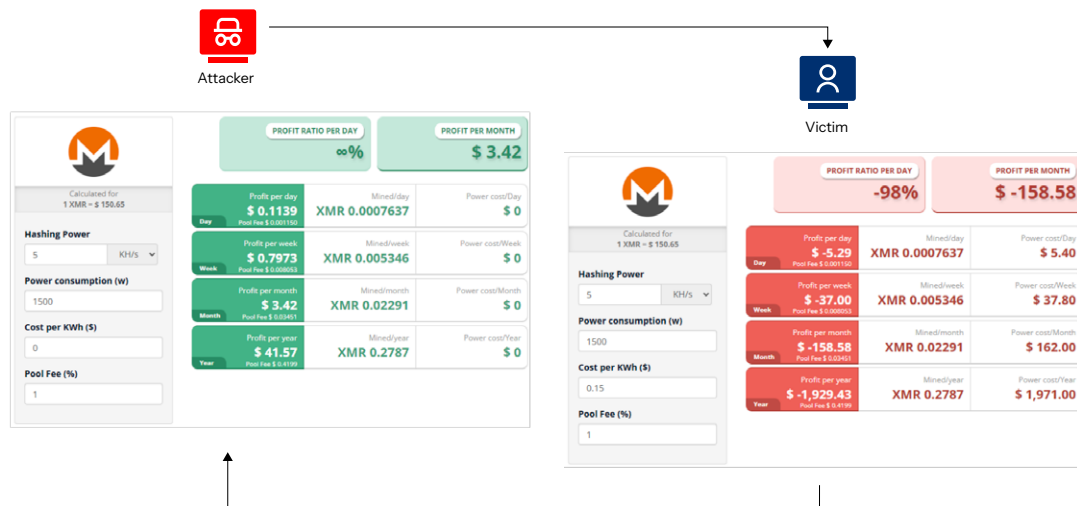 Attacker
Victim
PROFIT RATIO PER DAY
∞%
PROFIT PER MONTH
$ 3.42
Calculated for
1 XMR ~ $ 150.65
Hashing Power
5
KH/s
Power consumption (w)
1500
Cost per KWh ($)
0
Pool Fee (%)
1
Profit per day
$ 0.1139
Pool Fee $ 0.001150
Day
Mined/day
XMR 0.0007637
Power cost/Day
$ 0
Profit per week
$ 0.7973
Pool Fee $ 0.008053
Week
Mined/week
XMR 0.005346
Power cost/Week
$ 0
Profit per month
$ 3.42
Pool Fee $ 0.03451
Month
Mined/month
XMR 0.02291
Power cost/Month
$ 0
Profit per year
$ 41.57
Pool Fee $ 0.4199
Year
Mined/year
XMR 0.2787
Power cost/Year
$ 0
PROFIT RATIO PER DAY
-98%
PROFIT PER MONTH
$ -158.58
Calculated for
1 XMR ~ $ 150.65
Hashing Power
5
KH/s
Power consumption (w)
1500
Cost per KWh ($)
0.15
Pool Fee (%)
1
Profit per day
$ -5.29
Pool Fee $ 0.001150
Day
Mined/day
XMR 0.0007637
Power cost/Day
$ 5.40
Profit per week
$ -37.00
Pool Fee $ 0.008053
Week
Mined/week
XMR 0.005346
Power cost/Week
$ 37.80
Profit per month
$ -158.58
Pool Fee $ 0.03451
Month
Mined/month
XMR 0.02291
Power cost/Month
$ 162.00
Profit per year
$ -1,929.43
Pool Fee $ 0.4199
Year
Mined/year
XMR 0.2787
Power cost/Year
$ 1,971.00